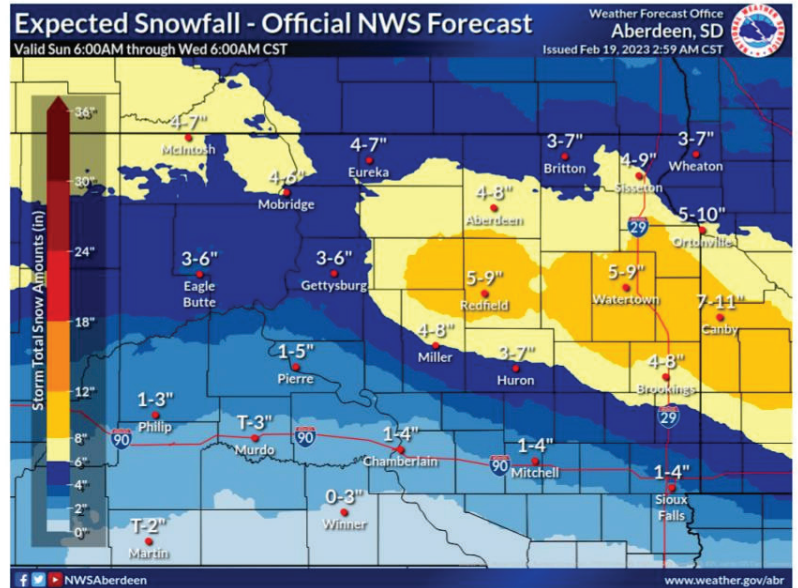 Expected Snowfall - Official NWS Forecast
Valid Sun 6:00AM through Wed 6:00AM CST
Weather Forecast Office
Aberdeen, SD
Issued Feb 19, 2023 2:59 AM CST
NATIONAL WEATHER SERVICE
Storm Total Snow Amounts (in)
36"
30"
24"
18"
12"
8"
6"
4"
2"
0"
4-7"
McIntosh
4-6"
Mobridge
4-7"
Eureka
3-7"
Britton
4-9"
Sisseton
3-7"
Wheaton
4-8"
Aberdeen
29
5-10"
Ortonville
3-6"
Eagle
Butte
3-6"
Gettysburg
5-9"
Redfield
5-9"
Watertown
7-11"
Canby
4-8"
Miller
3-7"
Huron
4-8"
Brookings
1-5"
Pierre
29
1-3"
Philip
90
T-3"
Murdo
90
1-4"
Chamberlain
90
1-4"
Mitchell
1-4"
Sioux
Falls
0-3"
Winner
T-2"
Martin
NWSAberdeen
www.weather.gov/abr